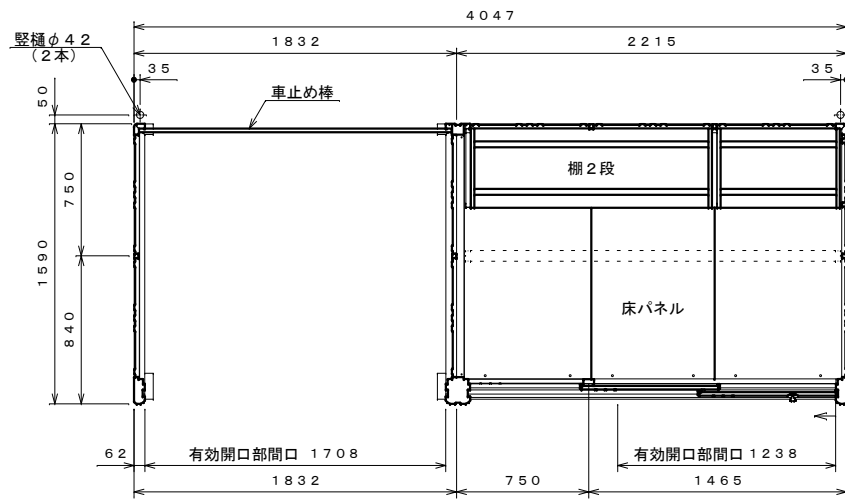 4047
竪樋φ42
(2本)
1832
2215
35
35
50
車止め棒
750
棚2段
1590
840
床パネル
62
有効開口部間口 1708
有効開口部間口 1238
1832
750
1465